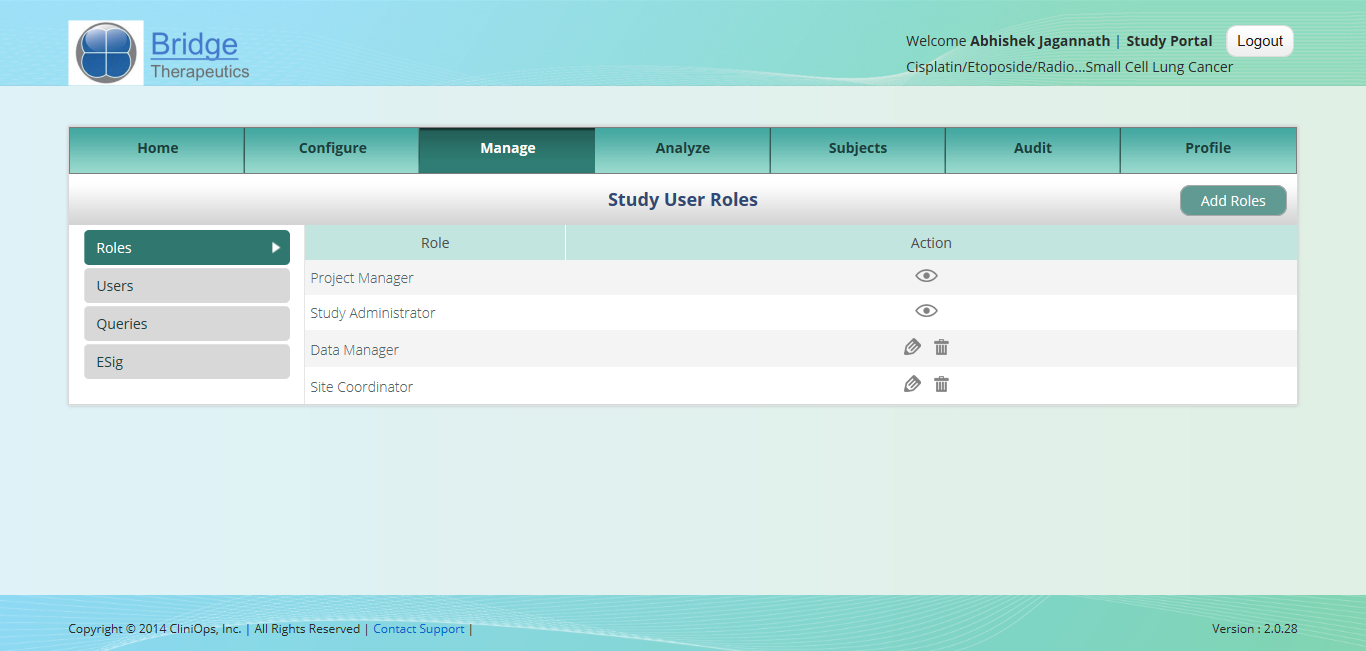 Bridge
Therapeutics
Welcome Abhishek Jagannath | Study Portal Logout
Cisplatin/Etoposide/Radio...Small Cell Lung Cancer
Home Configure Manage Analyze Subjects Audit Profile
Study User Roles Add Roles
Roles
Users
Queries
ESig
Role Action
Project Manager
Study Administrator
Data Manager
Site Coordinator
Copyright © 2014 CliniOps, Inc. | All Rights Reserved | Contact Support | Version : 2.0.28